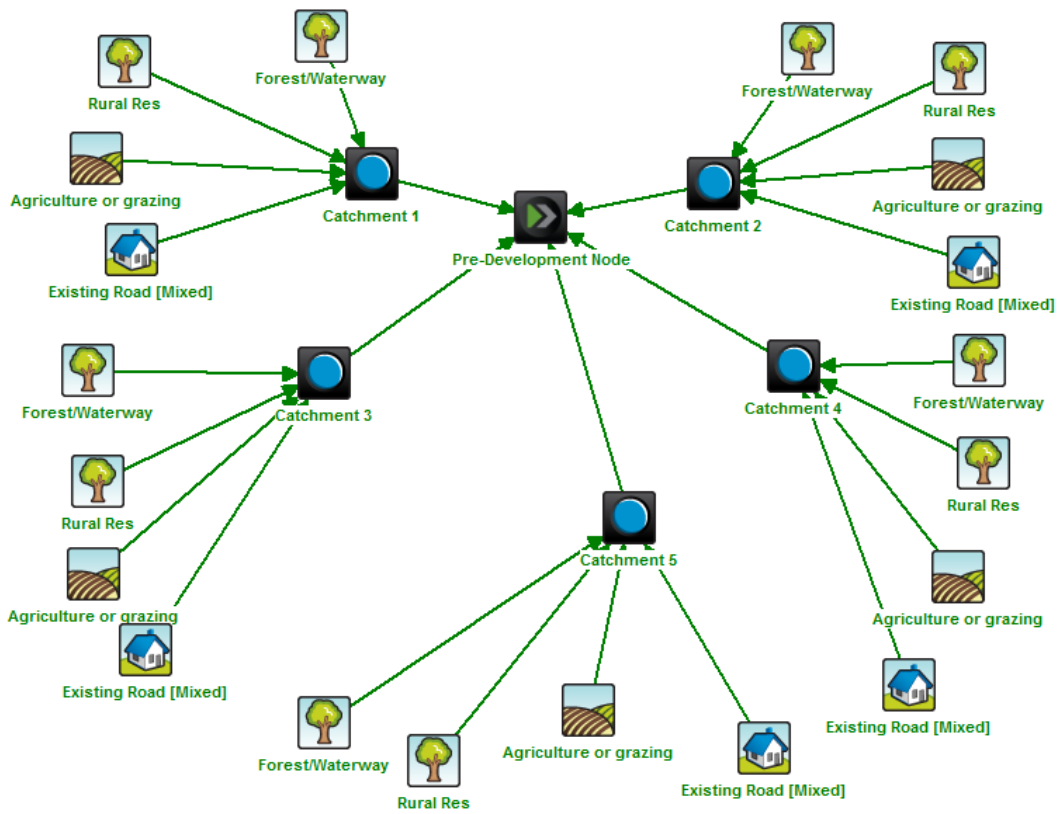 Forest/Waterway
Rural Res
Agriculture or grazing
Existing Road [Mixed]
Catchment 1
Forest/Waterway
Rural Res
Agriculture or grazing
Existing Road [Mixed]
Catchment 2
Pre-Development Node
Forest/Waterway
Rural Res
Agriculture or grazing
Existing Road [Mixed]
Catchment 3
Forest/Waterway
Rural Res
Agriculture or grazing
Existing Road [Mixed]
Catchment 4
Catchment 5
Forest/Waterway
Rural Res
Agriculture or grazing
Existing Road [Mixed]